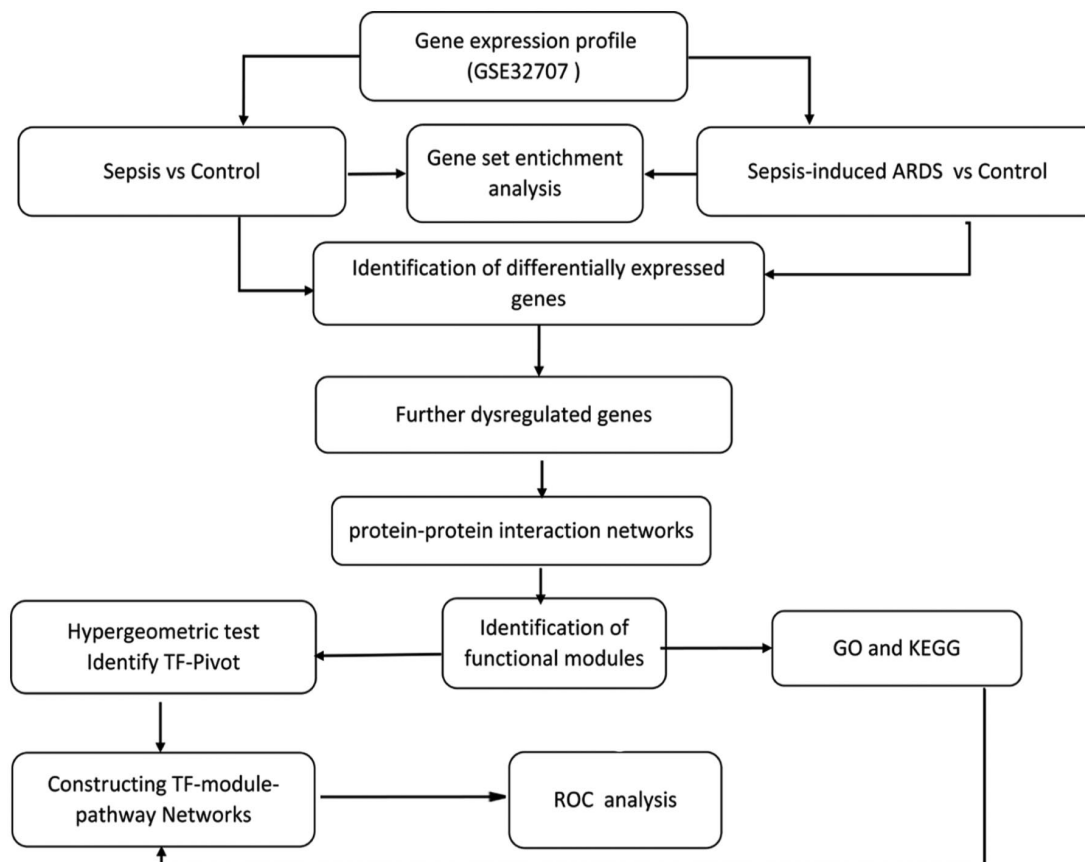 Gene expression profile
(GSE32707 )
Sepsis vs Control
Gene set entichment
analysis
Sepsis-induced ARDS vs Control
Identification of differentially expressed
genes
Further dysregulated genes
protein-protein interaction networks
Hypergeometric test
Identify TF-Pivot
Identification of
functional modules
GO and KEGG
Constructing TF-module-
pathway Networks
ROC analysis